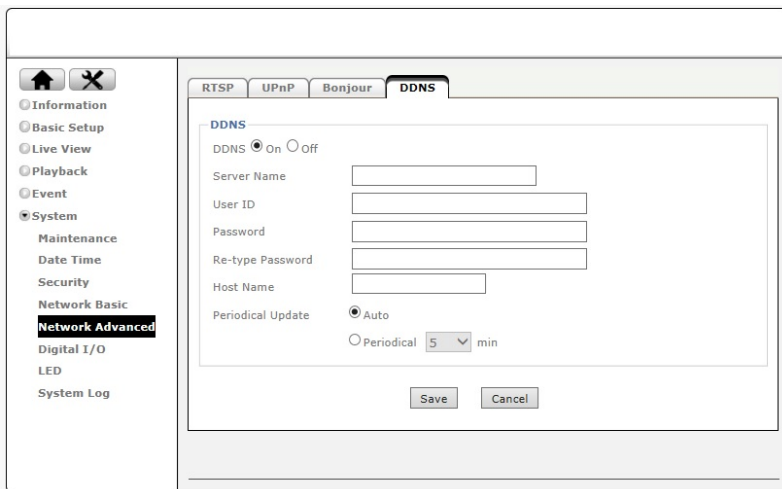 RTSP UPnP Bonjour DDNS
Information
Basic Setup
Live View
Playback
Event
System
Maintenance
Date Time
Security
Network Basic
Network Advanced
Digital I/O
LED
System Log
DDNS
DDNS On Off
Server Name
User ID
Password
Re-type Password
Host Name
Periodical Update Auto
Periodical 5 min
Save Cancel